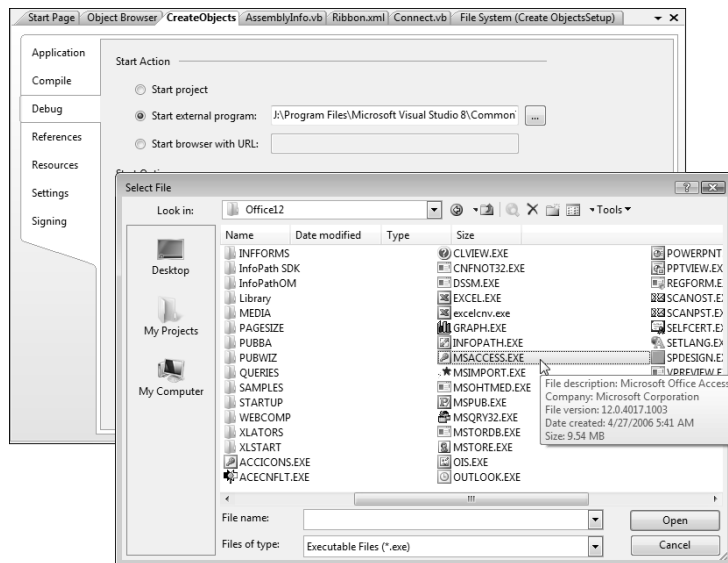 Start Page Object Browser CreateObjects AssemblyInfo.vb Ribbon.xml Connect.vb File System (Create ObjectsSetup)
Application
Compile
Debug
References
Resources
Settings
Signing
Start Action
Start project
Start external program: J:\Program Files\Microsoft Visual Studio 8\Common ...
Start browser with URL:
Select File
Look in: Office12 Tools
Desktop
My Projects
My Computer
Name Date modified Type Size
INFFORMS CLVIEW.EXE POWERPNT
InfoPath SDK CNFNOT32.EXE PPTVIEW.EX
InfoPathOM DSSM.EXE REGFORM.E
Library EXCEL.EXE SCANOST.E
MEDIA excelcnv.exe SCANPST.E
PAGESIZE GRAPH.EXE SELFCERT.E
PUBBA INFOPATH.EXE SETLANG.E
PUBWIZ MSACCESS.EXE SPDESIGN.E
QUERIES MSIMPORT.EXE VPREVIEW.E
SAMPLES MSOHTMED.EXE
STARTUP MSPUB.EXE
WEBCOMP MSQRY32.EXE
XLATORS MSTORDB.EXE
XLSTART MSTORE.EXE
ACCICONS.EXE OIS.EXE
ACECNFLT.EXE OUTLOOK.EXE
File description: Microsoft Office Access
Company: Microsoft Corporation
File version: 12.0.4017.1003
Date created: 4/27/2006 5:41 AM
Size: 9.54 MB
File name: Open
Files of type: Executable Files (*.exe) Cancel